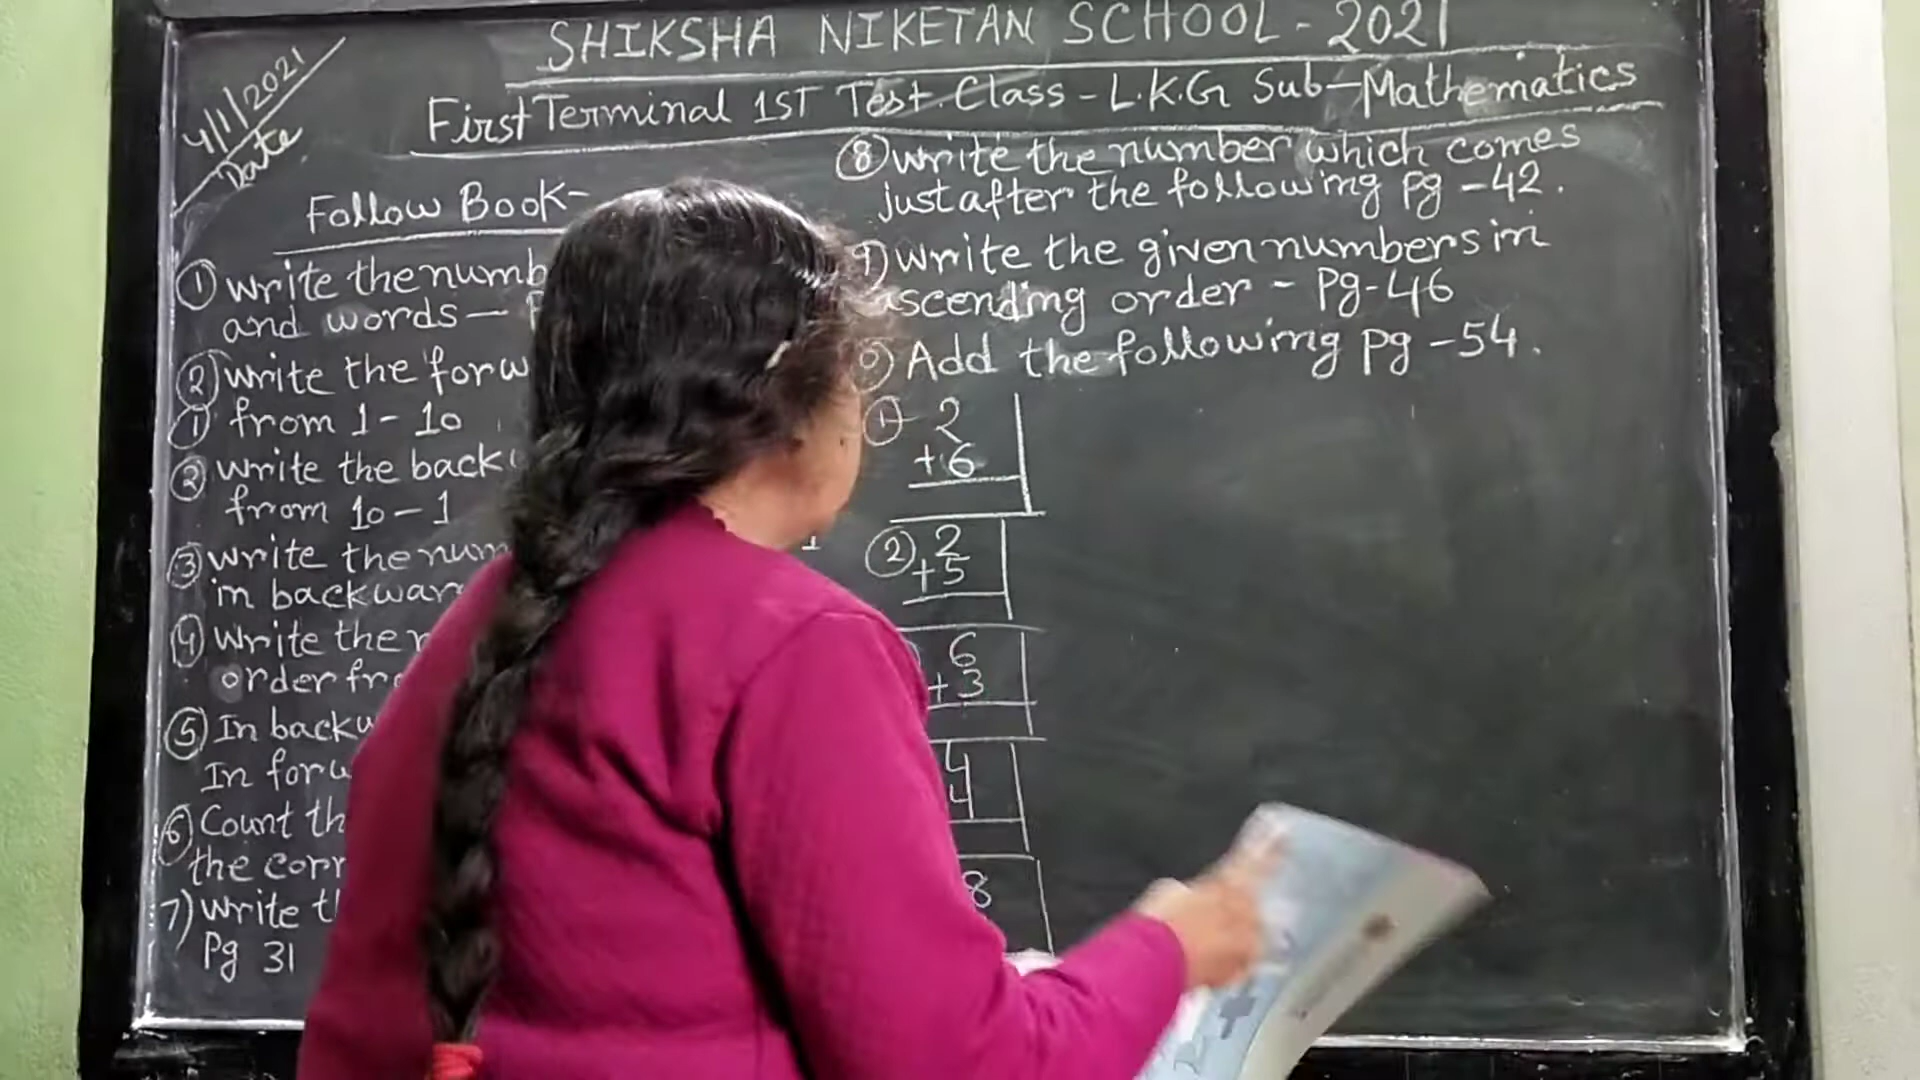 SHIKSHA NIKETAN SCHOOL - 2021
4/1/2021
Date
First Terminal 1ST Test. Class - L.K.G Sub - Mathematics
Follow Book-
① write the numb
and words —
② write the forw
① from 1 - 10
② write the back
from 10 - 1
③ write the num
in backwar
④ write the
order fr
⑤ In backw
In forw
⑥ Count th
the corr
7) write t
Pg 31
⑧ write the number which comes
just after the following pg - 42.
9) write the given numbers in
ascending order - Pg-46
Add the following pg - 54.
① 2
+ 6
② 2
+ 5
6
+ 3
4
4
8